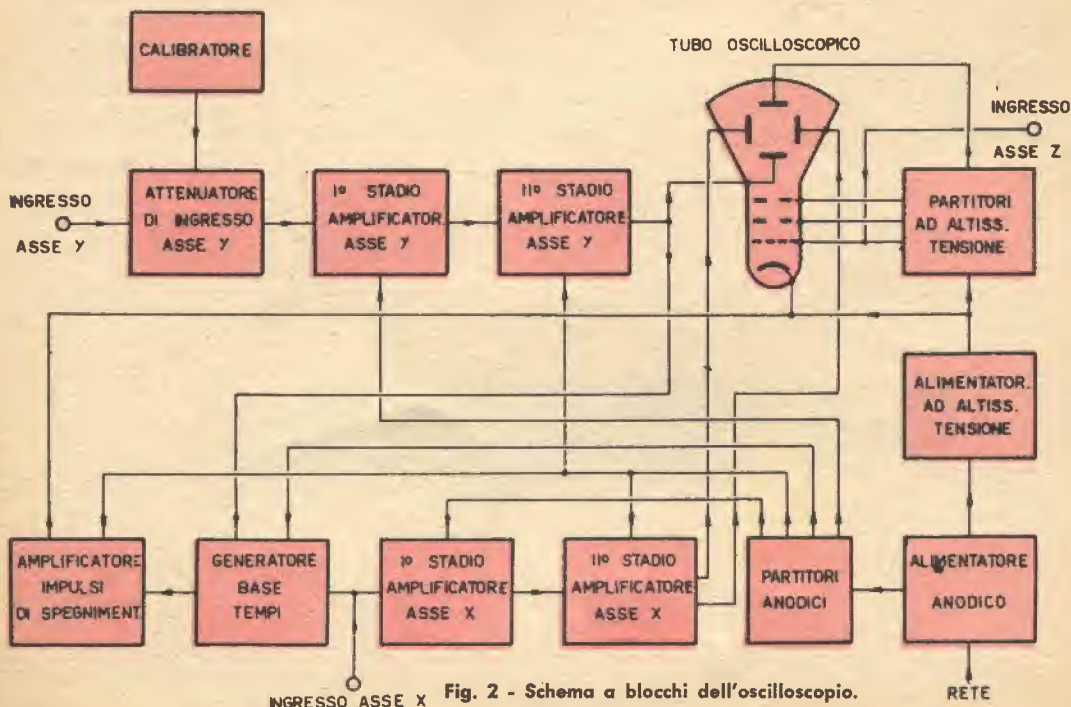 CALIBRATORE
TUBO OSCILLOSCOPICO
INGRESSO
ASSE Z
INGRESSO
ASSE Y
ATTENUATORE
DI INGRESSO
ASSE Y
I° STADIO
AMPLIFICATOR.
ASSE Y
II° STADIO
AMPLIFICATORE
ASSE Y
PARTITORI
AD ALTISS.
TENSIONE
ALIMENTATOR.
AD ALTISS.
TENSIONE
AMPLIFICATORE
IMPULSI
DI SPEGNIMENT.
GENERATORE
BASE
TEMPI
I° STADIO
AMPLIFICATORE
ASSE X
II° STADIO
AMPLIFICATORE
ASSE X
PARTITORI
ANODICI
ALIMENTATORE
ANODICO
INGRESSO ASSE X
RETE
Fig. 2 - Schema a blocchi dell'oscilloscopio.